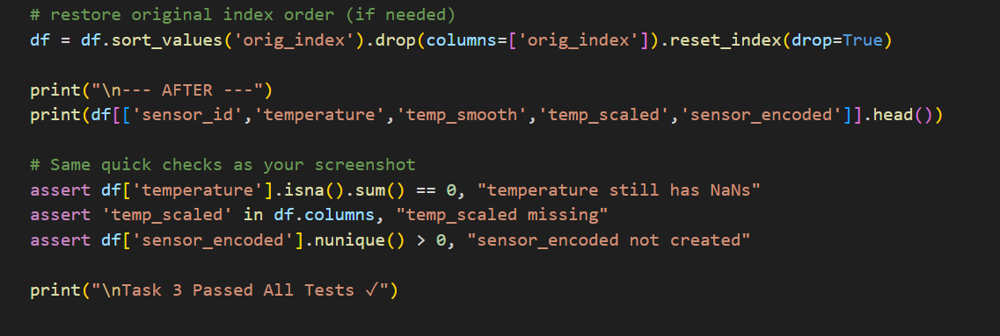 # restore original index order (if needed)
df = df.sort_values('orig_index').drop(columns=['orig_index']).reset_index(drop=True)
print("\n--- AFTER ---")
print(df[['sensor_id','temperature','temp_smooth','temp_scaled','sensor_encoded']].head())
# Same quick checks as your screenshot
assert df['temperature'].isna().sum() == 0, "temperature still has NaNs"
assert 'temp_scaled' in df.columns, "temp_scaled missing"
assert df['sensor_encoded'].nunique() > 0, "sensor_encoded not created"
print("\nTask 3 Passed All Tests ✓")